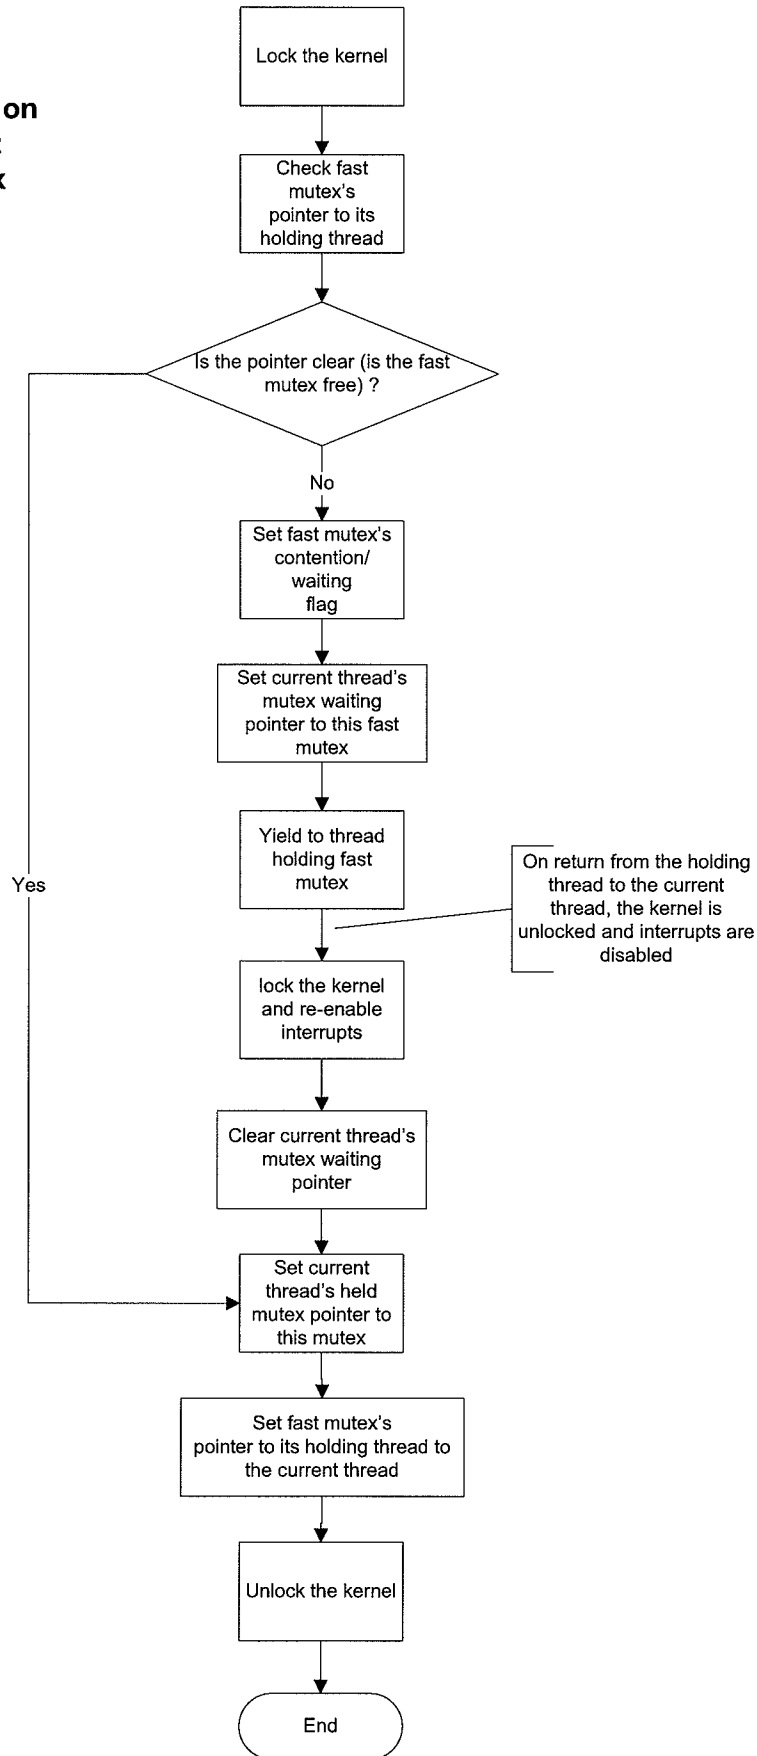 Lock the kernel
on
Check fast
mutex's
pointer to its
holding thread
Is the pointer clear (is the fast
mutex free) ?
No
Set fast mutex's
contention/
waiting
flag
Set current thread's
mutex waiting
pointer to this fast
mutex
Yield to thread
holding fast
mutex
Yes
On return from the holding
thread to the current
thread, the kernel is
unlocked and interrupts are
disabled
lock the kernel
and re-enable
interrupts
Clear current thread's
mutex waiting
pointer
Set current
thread's held
mutex pointer to
this mutex
Set fast mutex's
pointer to its holding thread to
the current thread
Unlock the kernel
End